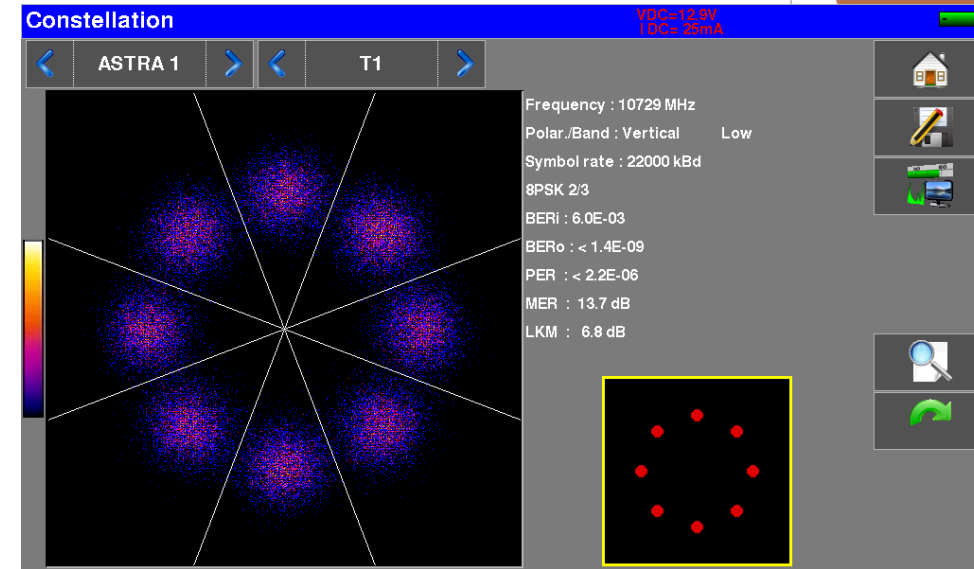 Constellation
VDC=12.9V
IDC= 25mA
ASTRA 1
T1
Frequency : 10729 MHz
Polar./Band : Vertical Low
Symbol rate : 22000 kBd
8PSK 2/3
BERi : 6.0E-03
BERo : < 1.4E-09
PER : < 2.2E-06
MER : 13.7 dB
LKM : 6.8 dB